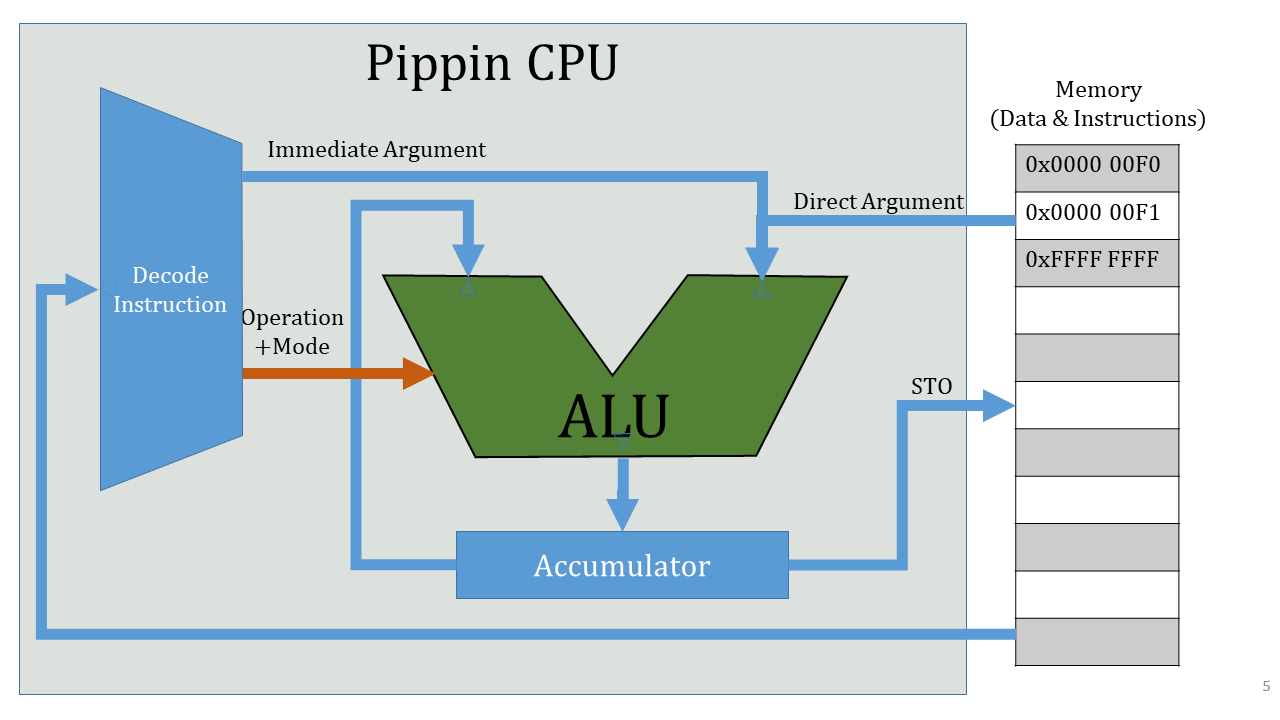 Pippin CPU
Memory
(Data & Instructions)
Immediate Argument
0x0000 00F0
Direct Argument
0x0000 00F1
0xFFFF FFFF
Decode
Instruction
Operation
+Mode
ALU
STO
Accumulator
5